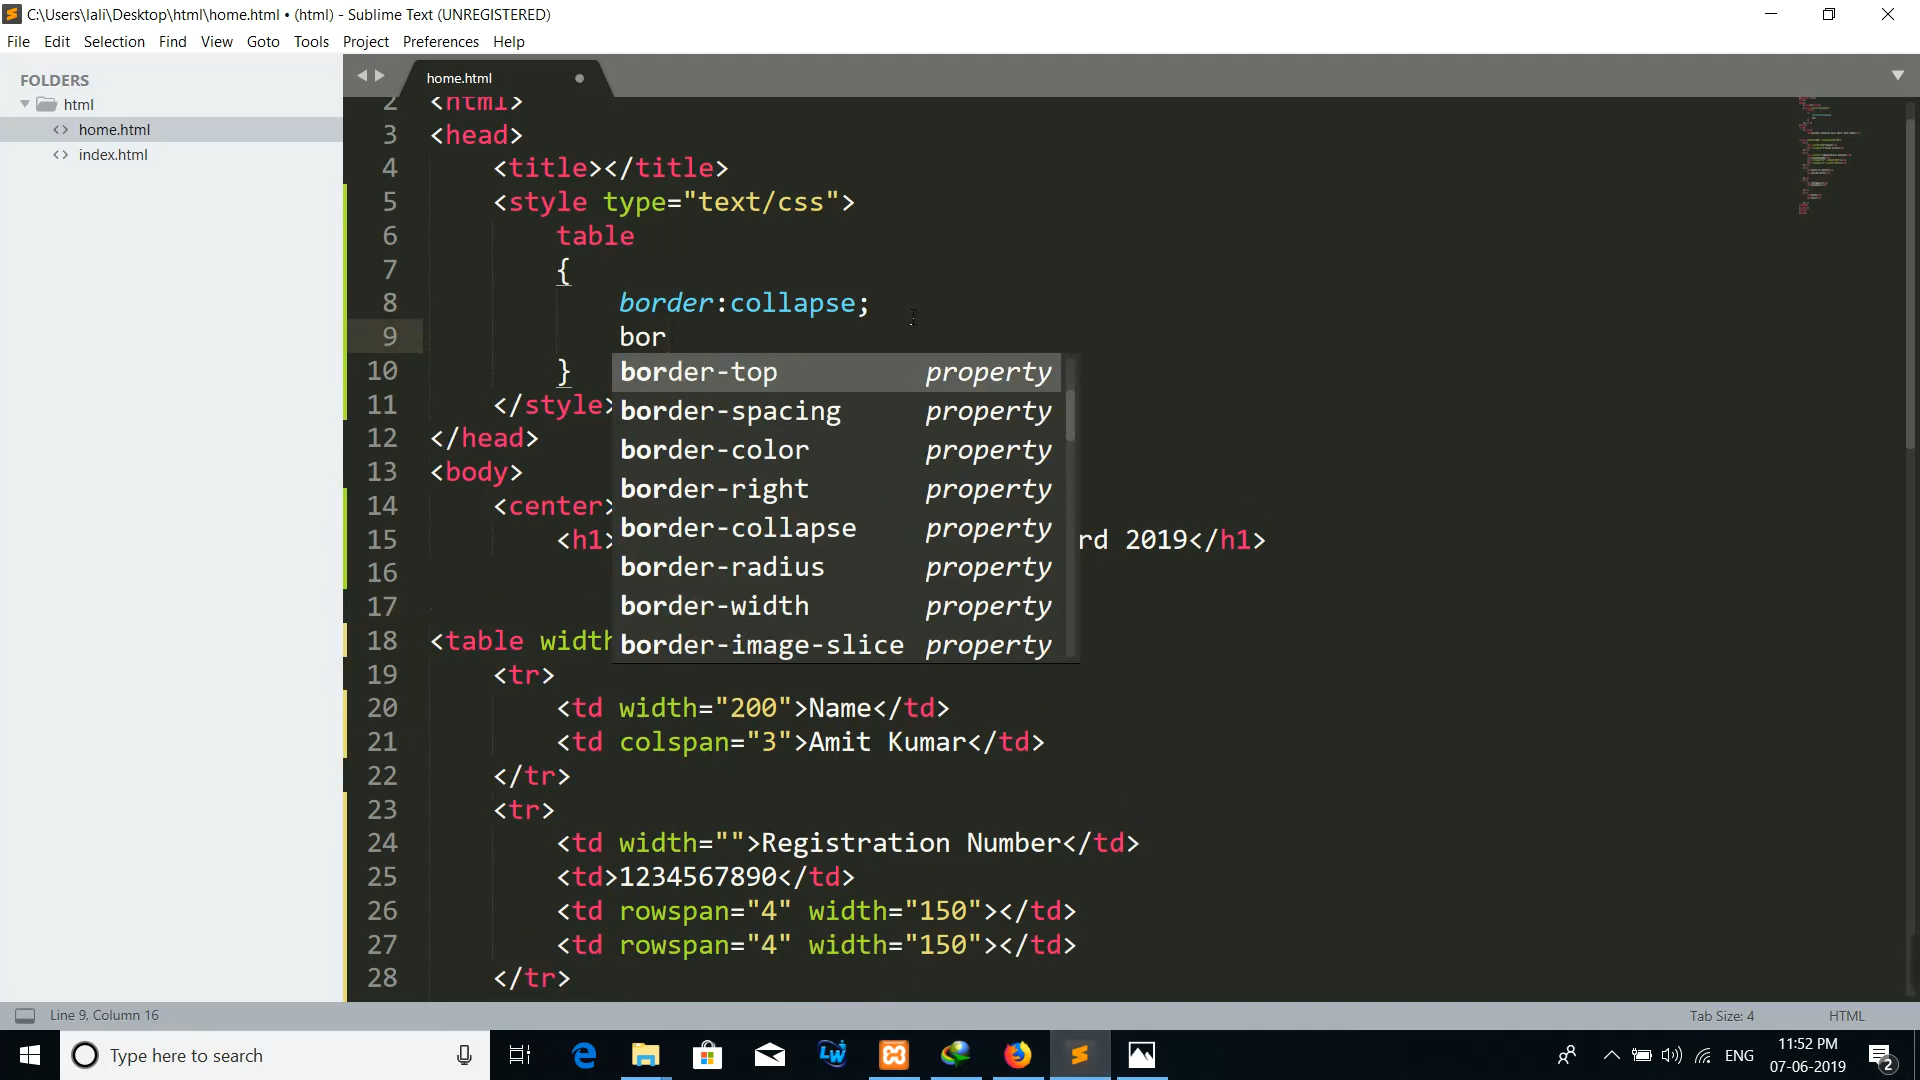 C:\Users\lali\Desktop\html\home.html • (html) - Sublime Text (UNREGISTERED)
File Edit Selection Find View Goto Tools Project Preferences Help
FOLDERS
html
home.html
index.html
home.html
2 <html>
3 <head>
4 <title></title>
5 <style type="text/css">
6 table
7 {
8 border:collapse;
9 bor
10 }
11 </style>
12 </head>
13 <body>
14 <center>
15 <h1> rd 2019</h1>
16
17
18 <table width
19 <tr>
20 <td width="200">Name</td>
21 <td colspan="3">Amit Kumar</td>
22 </tr>
23 <tr>
24 <td width="">Registration Number</td>
25 <td>1234567890</td>
26 <td rowspan="4" width="150"></td>
27 <td rowspan="4" width="150"></td>
28 </tr>
border-top property
border-spacing property
border-color property
border-right property
border-collapse property
border-radius property
border-width property
border-image-slice property
Line 9, Column 16
Tab Size: 4 HTML
Type here to search
LW
ENG
11:52 PM
07-06-2019
2